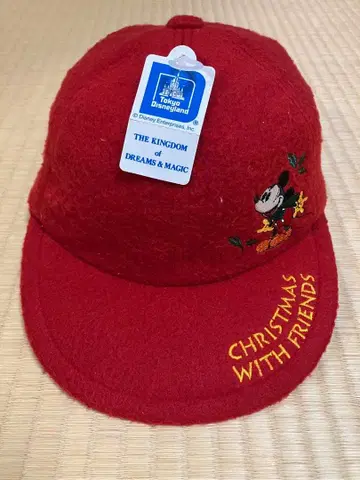 Tokyo
Disneyland
®
© Disney Enterprises, Inc.
THE KINGDOM
of
DREAMS & MAGIC
CHRISTMAS
WITH FRIENDS